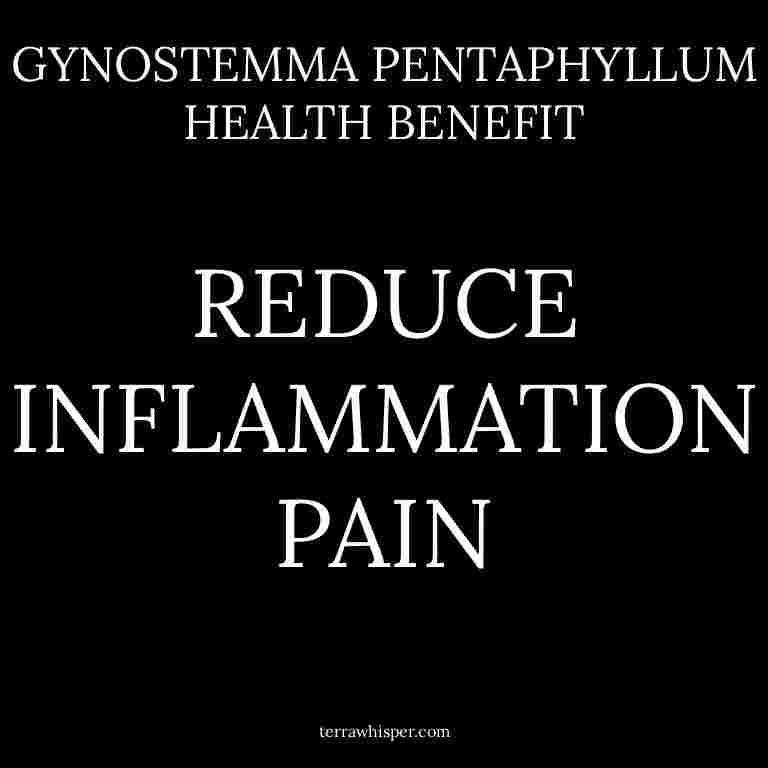 GYNOSTEMMA PENTAPHYLLUM
HEALTH BENEFIT
REDUCE
INFLAMMATION
PAIN
terrawhisper.com